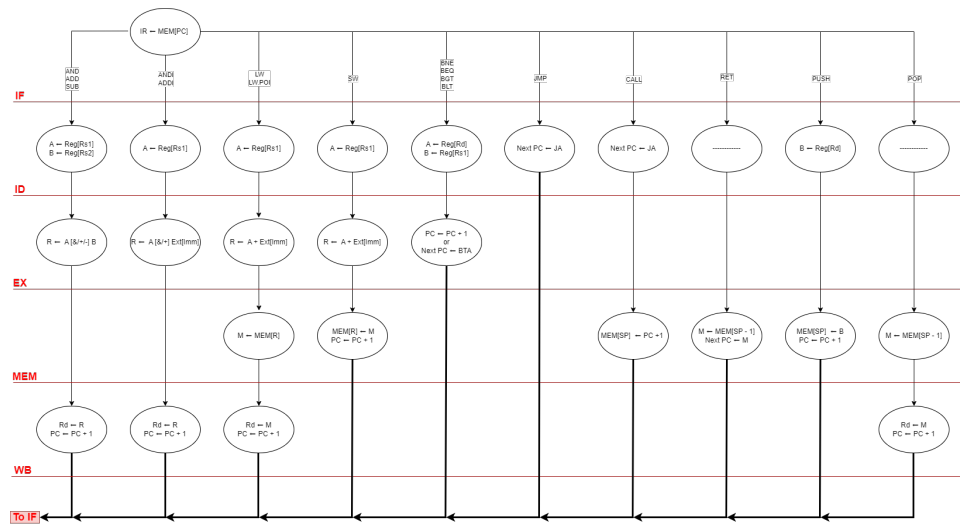 IR ← MEM[PC]
AND
ADD
SUB
ANDI
ADDI
LW
LW.POI
SW
BNE
BEQ
BGT
BLT
JMP
CALL
RET
PUSH
POP
IF
A ← Reg[Rs1]
B ← Reg[Rs2]
A ← Reg[Rs1]
A ← Reg[Rs1]
A ← Reg[Rs1]
A ← Reg[Rd]
B ← Reg[Rs1]
Next PC ← JA
Next PC ← JA
------------
B ← Reg[Rd]
------------
ID
R ← A [&/+/-] B
R ← A [&/+] Ext[Imm]
R ← A + Ext[Imm]
R ← A + Ext[Imm]
PC ← PC + 1
or
Next PC ← BTA
EX
M ← MEM[R]
MEM[R] ← M
PC ← PC + 1
MEM[SP] ← PC +1
M ← MEM[SP - 1]
Next PC ← M
MEM[SP] ← B
PC ← PC + 1
M ← MEM[SP - 1]
MEM
Rd ← R
PC ← PC + 1
Rd ← R
PC ← PC + 1
Rd ← M
PC ← PC + 1
Rd ← M
PC ← PC + 1
WB
To IF